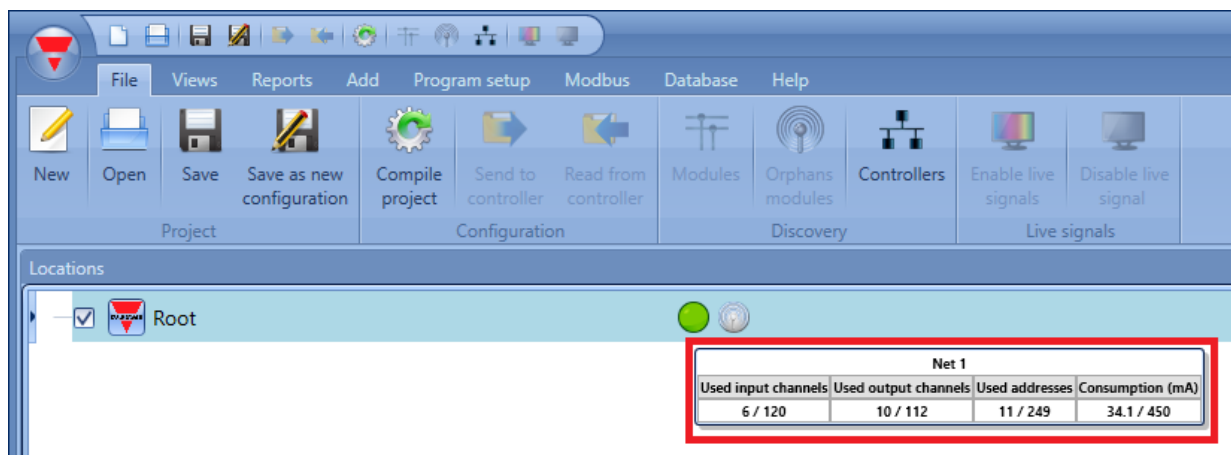 File Views Reports Add Program setup Modbus Database Help
New Open Save Save as new configuration Compile project Send to controller Read from controller Modules Orphans modules Controllers Enable live signals Disable live signal
Project Configuration Discovery Live signals
Locations
Root
Net 1
Used input channels Used output channels Used addresses Consumption (mA)
6 / 120 10 / 112 11 / 249 34.1 / 450